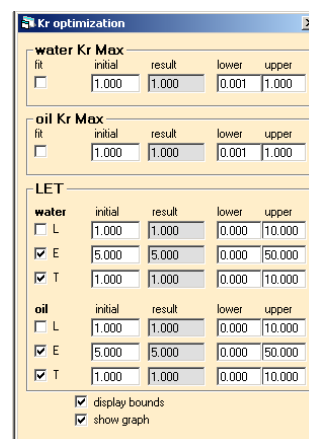 Kr optimization
water Kr Max
fit initial result lower upper
1.000 1.000 0.001 1.000
oil Kr Max
fit initial result lower upper
1.000 1.000 0.001 1.000
LET
water initial result lower upper
L 1.000 1.000 0.000 10.000
E 5.000 5.000 0.000 50.000
T 1.000 1.000 0.000 10.000
oil initial result lower upper
L 1.000 1.000 0.000 10.000
E 5.000 5.000 0.000 50.000
T 1.000 1.000 0.000 10.000
display bounds
show graph